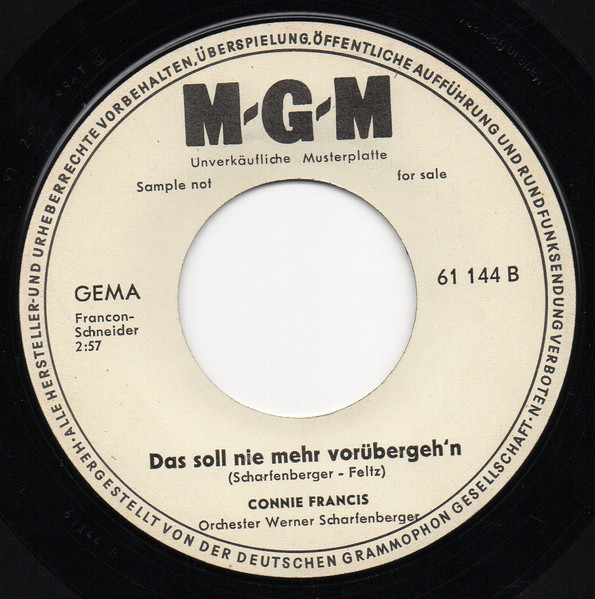 ALLE HERSTELLER-UND URHEBERRECHTE VORBEHALTEN, ÜBERSPIELUNG, ÖFFENTLICHE AUFFÜHRUNG UND RUNDFUNKSENDUNG VERBOTEN.
M-G-M
Unverkäufliche Musterplatte
Sample not for sale
GEMA
61 144 B
Francon-
Schneider
2:57
Das soll nie mehr vorübergeh'n
(Scharfenberger - Feltz)
CONNIE FRANCIS
Orchester Werner Scharfenberger
HERGESTELLT VON DER DEUTSCHEN GRAMMOPHON GESELLSCHAFT